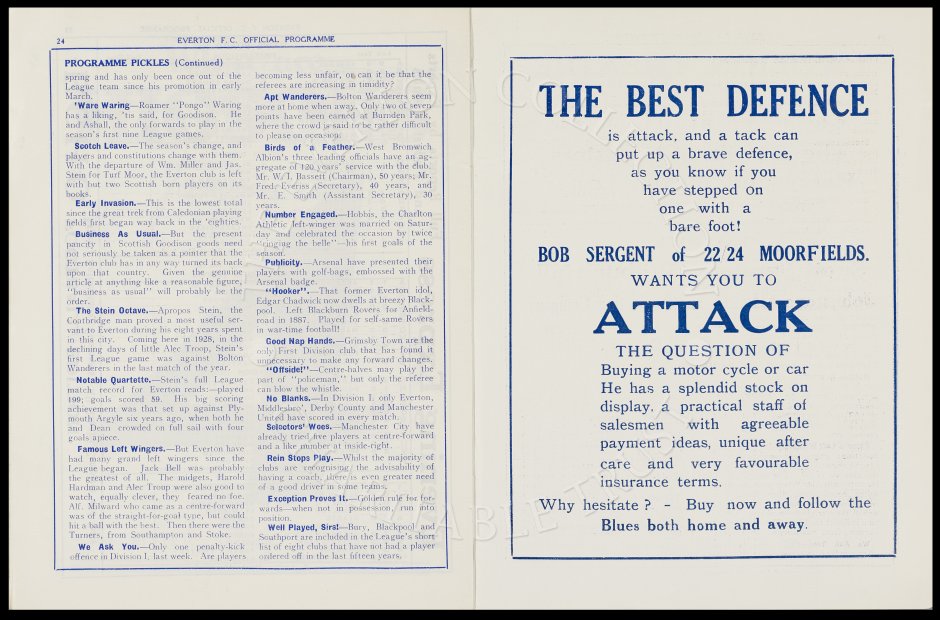 24
EVERTON F. C. OFFICIAL PROGRAMME
PROGRAMME PICKLES (Continued)
spring and has only been once out of the
League team since his promotion in early
March.
'Ware Waring—Roamer "Pongo" Waring
has a liking, 'tis said, for Goodison. He
and Ashall, the only forwards to play in the
season's first nine League games.
Scotch Leave.—The season's change, and
players and constitutions change with them.
With the departure of Wm. Miller and Jas.
Stein for Turf Moor, the Everton club is left
with but two Scottish born players on its
books.
Early Invasion.—This is the lowest total
since the great trek from Caledonian playing
fields first began way back in the 'eighties.
Business As Usual.—But the present
paucity in Scottish Goodison goods need
not seriously be taken as a pointer that the
Everton club has in any way turned its back
upon that country. Given the genuine
article at anything like a reasonable figure,
"business as usual" will probably be the
order.
The Stein Octave.—Apropos Stein, the
Coatbridge man proved a most useful ser-
vant to Everton during his eight years spent
in this city. Coming here in 1928, in the
declining days of little Alec Troop, Stein's
first League game was against Bolton
Wanderers in the last match of the year.
Notable Quartette.—Stein's full League
match record for Everton reads:—played
199; goals scored 59. His big scoring
achievement was that set up against Ply-
mouth Argyle six years ago, when both he
and Dean crowded on full sail with four
goals apiece.
Famous Left Wingers.—But Everton have
had many grand left wingers since the
League began. Jack Bell was probably
the greatest of all. The midgets, Harold
Hardman and Alec Troop were also good to
watch, equally clever, they feared no foe.
Alf. Milward who came as a centre-forward
was of the straight-for-goal type, but could
hit a ball with the best. Then there were the
Turners, from Southampton and Stoke.
We Ask You.—Only one penalty-kick
offence in Division I. last week. Are players
becoming less unfair, or can it be that the
referees are increasing in timidity?
Apt Wanderers.—Bolton Wanderers seem
more at home when away. Only two of seven
points have been earned at Burnden Park,
where the crowd is said to be rather difficult
to please on occasion.
Birds of a Feather.—West Bromwich
Albion's three leading officials have an ag-
gregate of 120 years' service with the club.
Mr. W. I. Bassett (Chairman), 50 years; Mr.
Fred. Everiss (Secretary), 40 years, and
Mr. E. Smith (Assistant Secretary), 30
years.
Number Engaged.—Hobbis, the Charlton
Athletic left-winger was married on Satur-
day and celebrated the occasion by twice
"ringing the belle"—his first goals of the
season.
Publicity.—Arsenal have presented their
players with golf-bags, embossed with the
Arsenal badge.
"Hooker".—That former Everton idol,
Edgar Chadwick now dwells at breezy Black-
pool. Left Blackburn Rovers for Anfield-
road in 1887. Played for self-same Rovers
in war-time football!
Good Nap Hands.—Grimsby Town are the
only First Division club that has found it
unnecessary to make any forward changes.
"Offside!"—Centre-halves may play the
part of "policeman," but only the referee
can blow the whistle.
No Blanks.—In Division I. only Everton,
Middlesbro', Derby County and Manchester
United have scored in every match.
Selectors' Woes.—Manchester City have
already tried five players at centre-forward
and a like number at inside-right.
Rein Stops Play.—Whilst the majority of
clubs are recognising the advisability of
having a coach, there is even greater need
of a good driver in some teams.
Exception Proves It.—Golden rule for for-
wards—when not in possession, run into
position.
Well Played, Sirs!—Bury, Blackpool and
Southport are included in the League's short
list of eight clubs that have not had a player
ordered off in the last fifteen years.
THE BEST DEFENCE
is attack, and a tack can
put up a brave defence,
as you know if you
have stepped on
one with a
bare foot!
BOB SERGENT of 22 24 MOORFIELDS.
WANTS YOU TO
ATTACK
THE QUESTION OF
Buying a motor cycle or car
He has a splendid stock on
display, a practical staff of
salesmen with agreeable
payment ideas, unique after
care and very favourable
insurance terms.
Why hesitate? - Buy now and follow the
Blues both home and away.